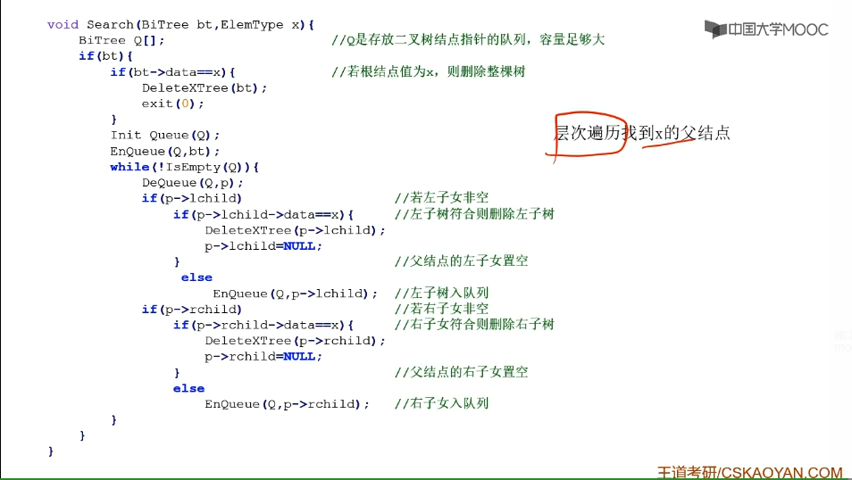 void Search(BiTree bt,ElemType x){
BiTree Q[]; //Q是存放二叉树结点指针的队列，容量足够大
if(bt){
if(bt->data==x){ //若根结点值为x，则删除整棵树
DeleteXTree(bt);
exit(0);
}
Init Queue(Q);
EnQueue(Q,bt);
while(!IsEmpty(Q)){
DeQueue(Q,p);
if(p->lchild) //若左子女非空
if(p->lchild->data==x){ //左子树符合则删除左子树
DeleteXTree(p->lchild);
p->lchild=NULL;
} //父结点的左子女置空
else
EnQueue(Q,p->lchild); //左子树入队列
if(p->rchild) //若右子女非空
if(p->rchild->data==x){ //右子女符合则删除右子树
DeleteXTree(p->rchild);
p->rchild=NULL;
} //父结点的右子女置空
else
EnQueue(Q,p->rchild); //右子女入队列
}
}
}
中国大学MOOC
层次遍历找到x的父结点
王道考研/CSKAOYAN.COM